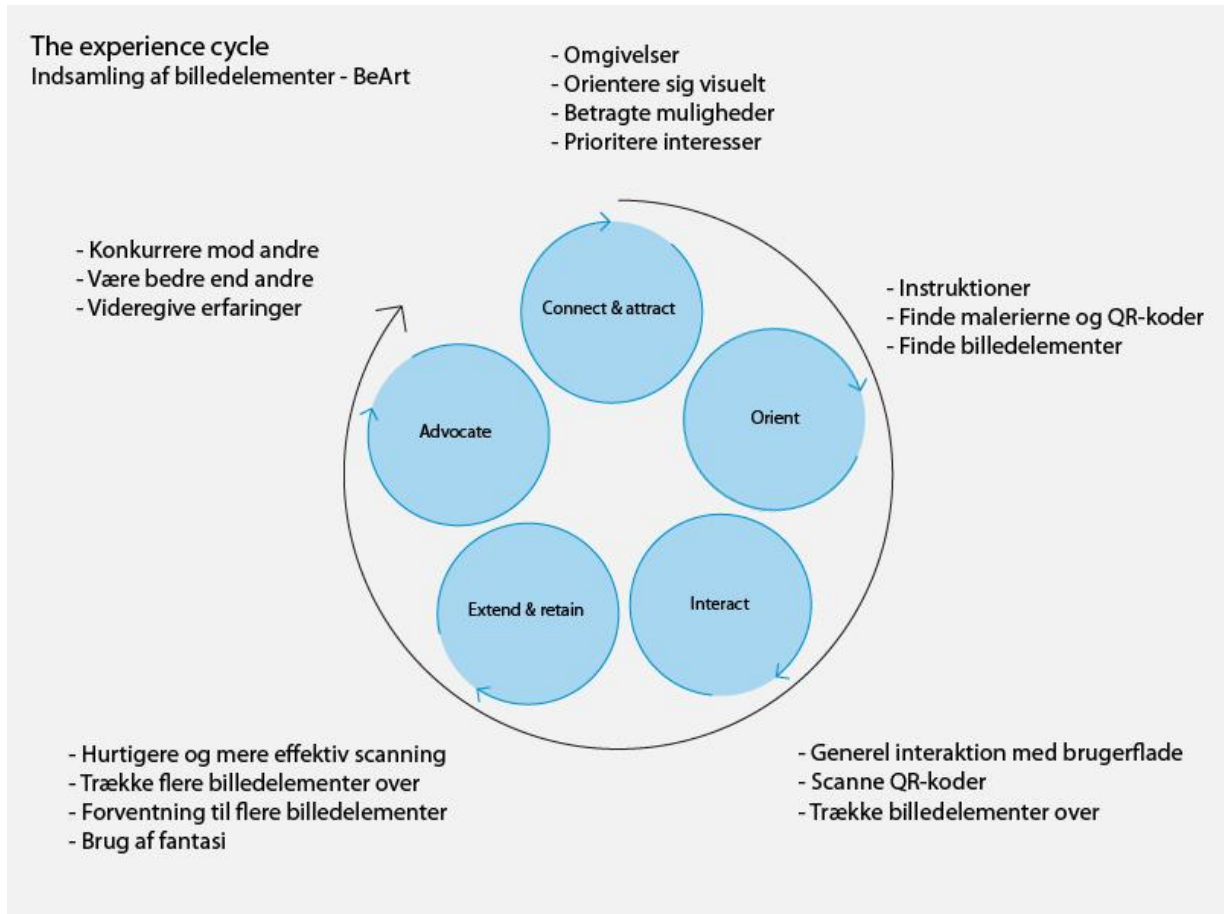 The experience cycle
Indsamling af billedelementer - BeArt
- Omgivelser
- Orientere sig visuelt
- Betragte muligheder
- Prioritere interesser
Connect & attract
- Instruktioner
- Finde malerierne og QR-koder
- Finde billedelementer
Orient
- Generel interaktion med brugerflade
- Scanne QR-koder
- Trække billedelementer over
Interact
- Hurtigere og mere effektiv scanning
- Trække flere billedelementer over
- Forventning til flere billedelementer
- Brug af fantasi
Extend & retain
- Konkurrere mod andre
- Være bedre end andre
- Videregive erfaringer
Advocate